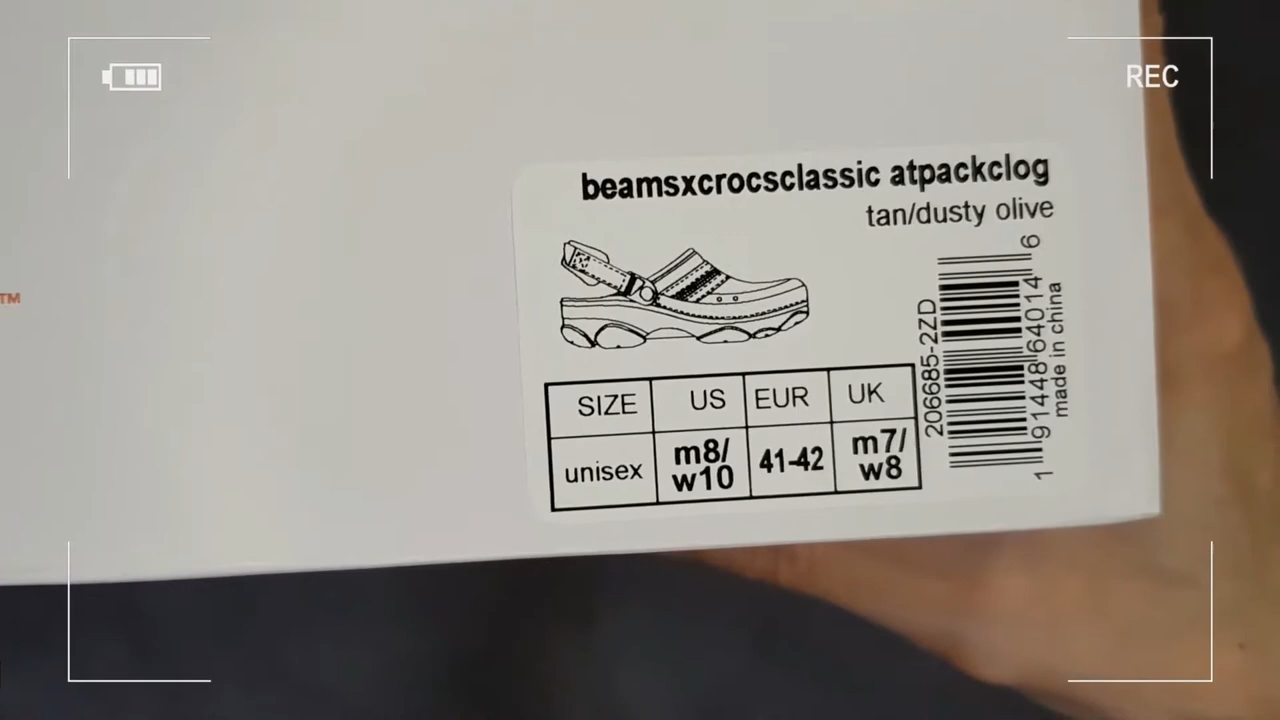 REC
beamsxcrocsclassic atpackclog
tan/dusty olive
TM
206685-2ZD
1 91448 64014 6
made in china
SIZE US EUR UK
unisex m8/w10 41-42 m7/w8